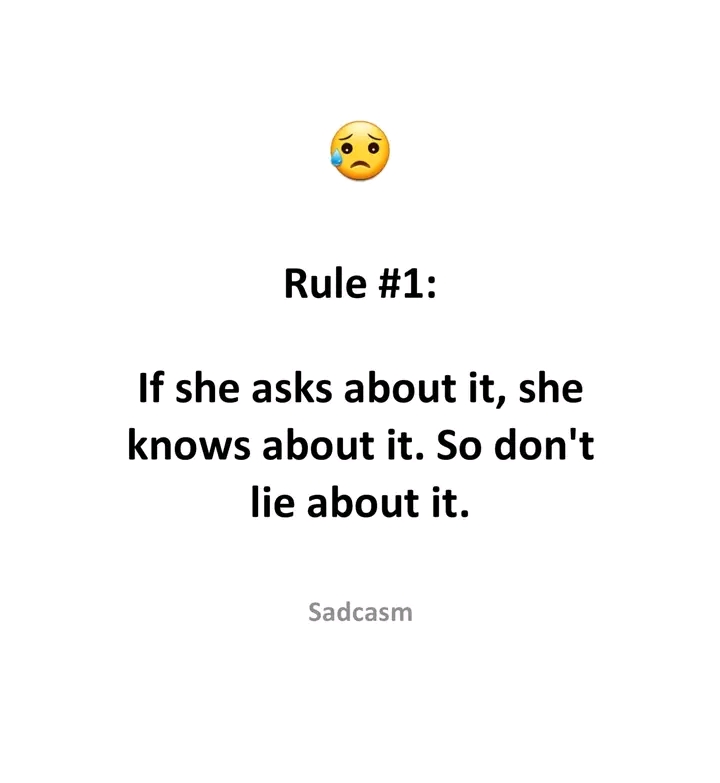 Rule #1:
If she asks about it, she
knows about it. So don't
lie about it.
Sadcasm